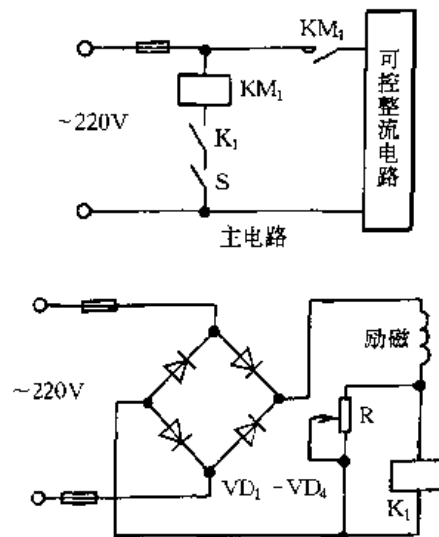 KM₁
KM₁
~220V
K₁
S
可控整流电路
主电路
励磁
~220V
R
VD₁-VD₄
K₁